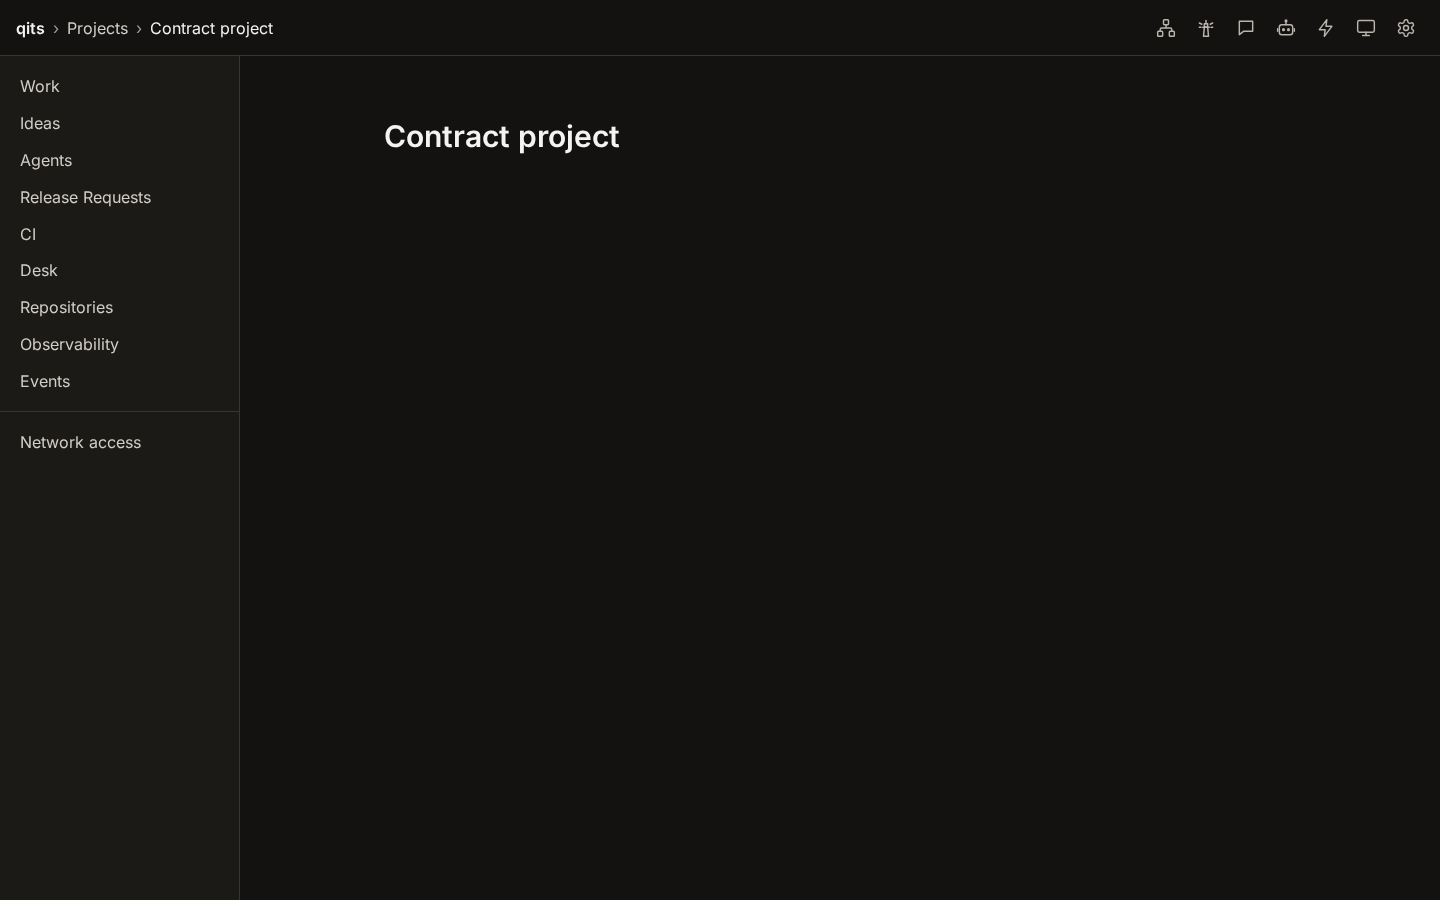 qits › Projects › Contract project
Work
Ideas
Agents
Release Requests
CI
Desk
Repositories
Observability
Events
Network access
Contract project